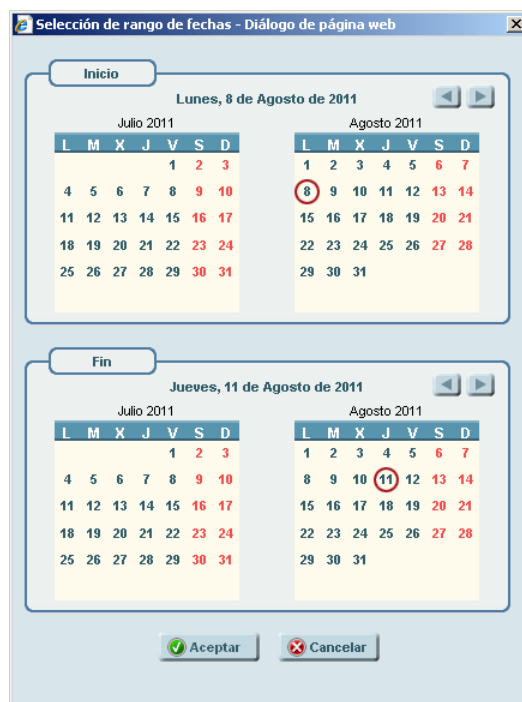 Selección de rango de fechas - Diálogo de página web
Inicio
Lunes, 8 de Agosto de 2011
Julio 2011
L M X J V S D
1 2 3
4 5 6 7 8 9 10
11 12 13 14 15 16 17
18 19 20 21 22 23 24
25 26 27 28 29 30 31
Agosto 2011
L M X J V S D
1 2 3 4 5 6 7
8 9 10 11 12 13 14
15 16 17 18 19 20 21
22 23 24 25 26 27 28
29 30 31
Fin
Jueves, 11 de Agosto de 2011
Julio 2011
L M X J V S D
1 2 3
4 5 6 7 8 9 10
11 12 13 14 15 16 17
18 19 20 21 22 23 24
25 26 27 28 29 30 31
Agosto 2011
L M X J V S D
1 2 3 4 5 6 7
8 9 10 11 12 13 14
15 16 17 18 19 20 21
22 23 24 25 26 27 28
29 30 31
Aceptar
Cancelar